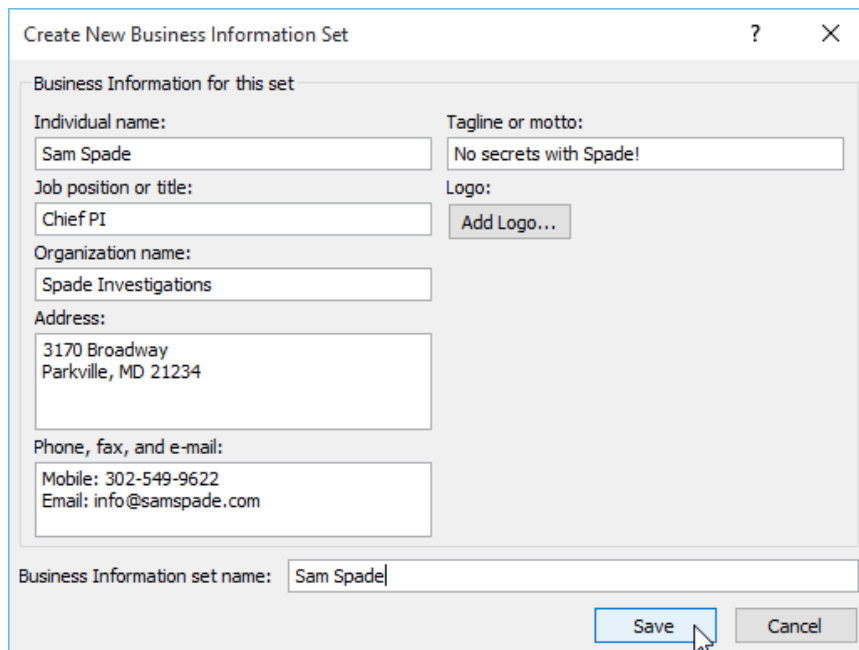 Create New Business Information Set
?
Business Information for this set
Individual name:
Sam Spade
Job position or title:
Chief PI
Organization name:
Spade Investigations
Address:
3170 Broadway
Parkville, MD 21234
Phone, fax, and e-mail:
Mobile: 302-549-9622
Email: info@samspade.com
Tagline or motto:
No secrets with Spade!
Logo:
Add Logo...
Business Information set name:
Sam Spade
Save
Cancel